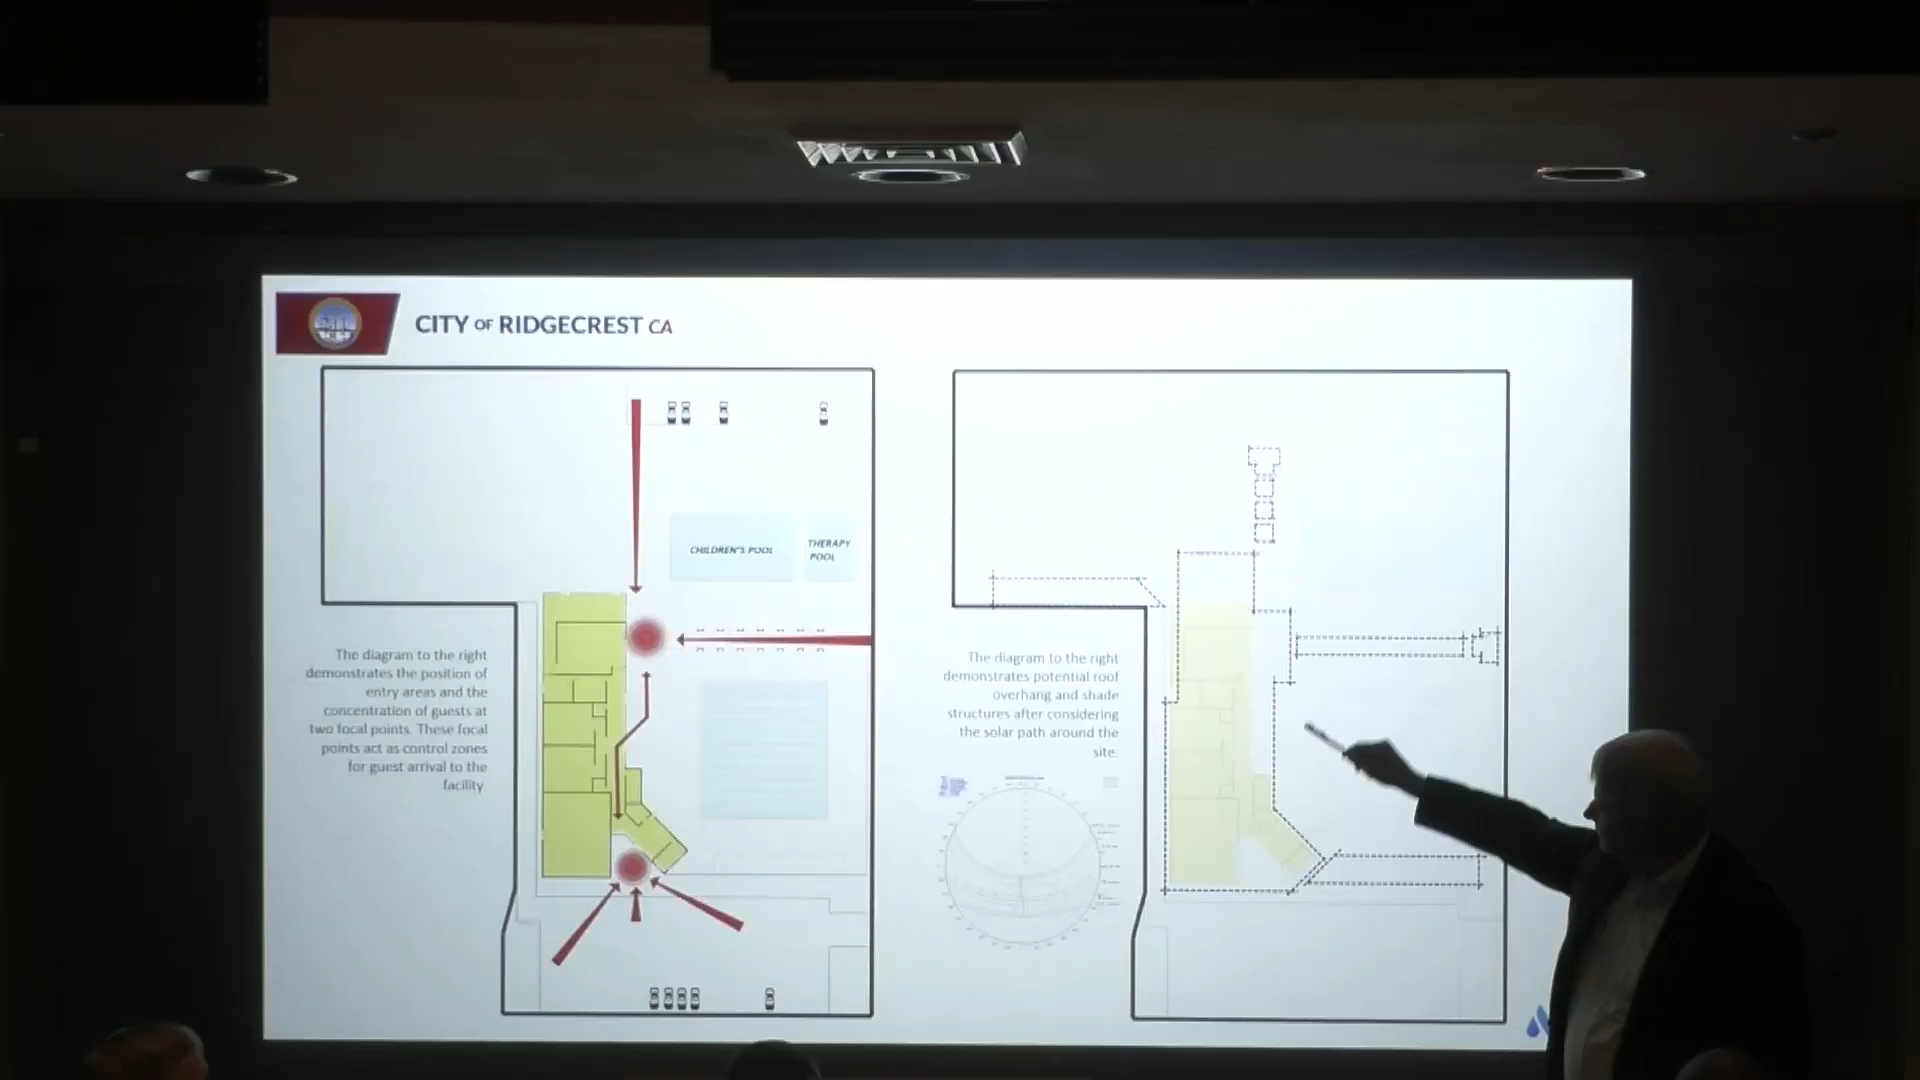 CITY OF RIDGECREST CA
CHILDREN'S POOL
THERAPY
POOL
The diagram to the right
demonstrates the position of
entry areas and the
concentration of guests at
two focal points. These focal
points act as control zones
for guest arrival to the
facility.
The diagram to the right
demonstrates potential roof
overhang and shade
structures after considering
the solar path around the
site.